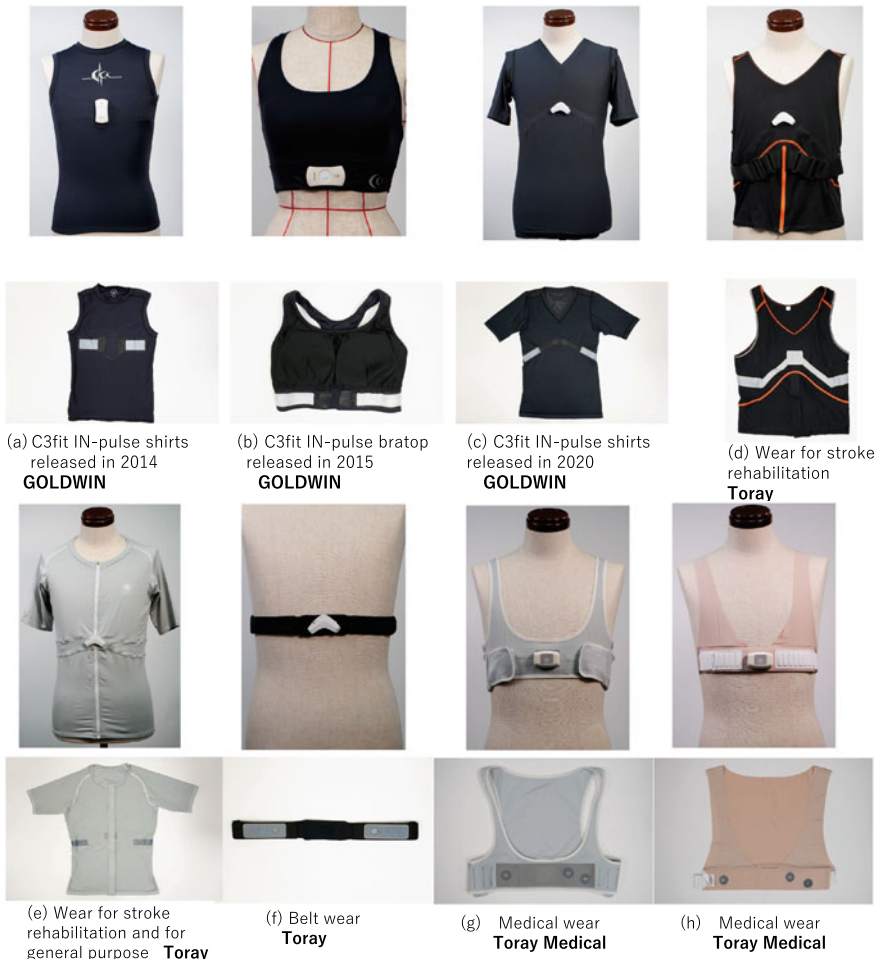 (a) C3fit IN-pulse shirts
released in 2014
GOLDWIN
(b) C3fit IN-pulse bratop
released in 2015
GOLDWIN
(c) C3fit IN-pulse shirts
released in 2020
GOLDWIN
(d) Wear for stroke
rehabilitation
Toray
(e) Wear for stroke
rehabilitation and for
general purpose Toray
(f) Belt wear
Toray
(g) Medical wear
Toray Medical
(h) Medical wear
Toray Medical